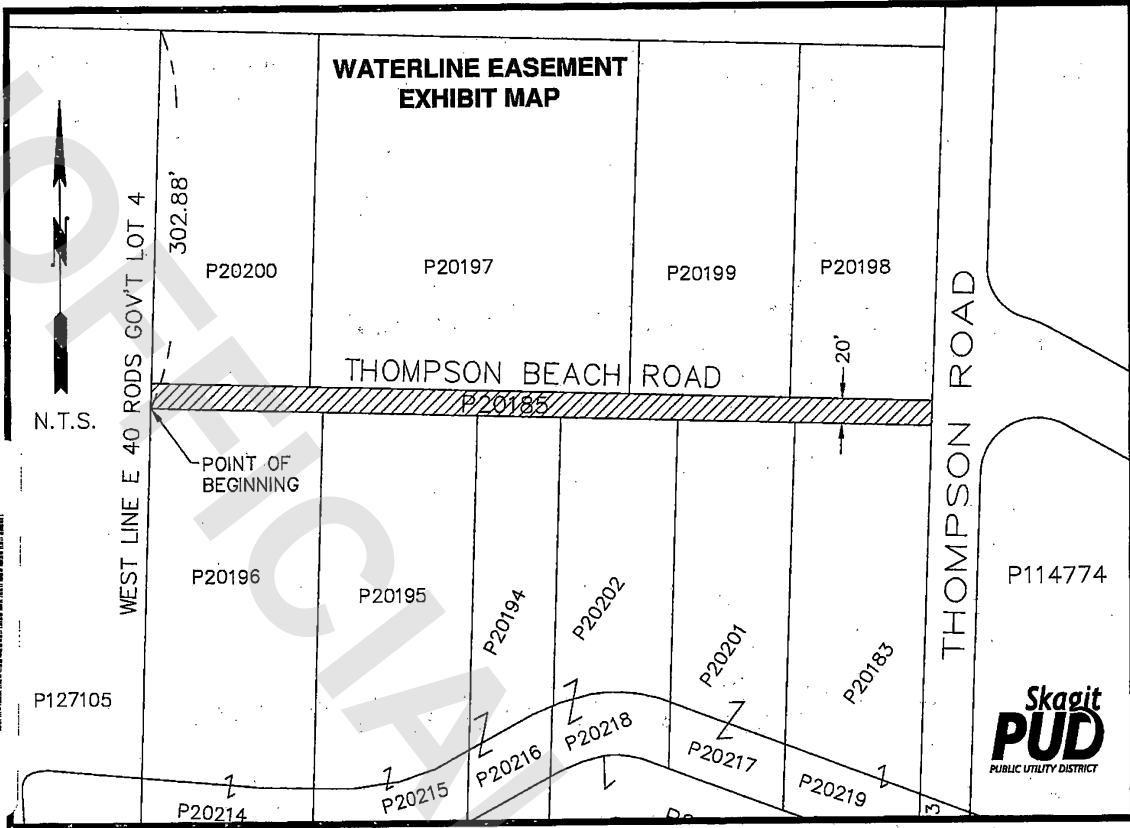 WATERLINE EASEMENT
EXHIBIT MAP
302.88'
WEST LINE E 40 RODS GOV'T LOT 4
N
N.T.S.
P20200
P20197
P20199
P20198
20'
THOMPSON BEACH ROAD
P20185
THOMPSON ROAD
POINT OF
BEGINNING
P20196
P20195
P20194
P20202
P20201
P20183
P114774
P127105
P20214
P20215
P20216
P20218
P20217
P20219
3
Skagit
PUD
PUBLIC UTILITY DISTRICT